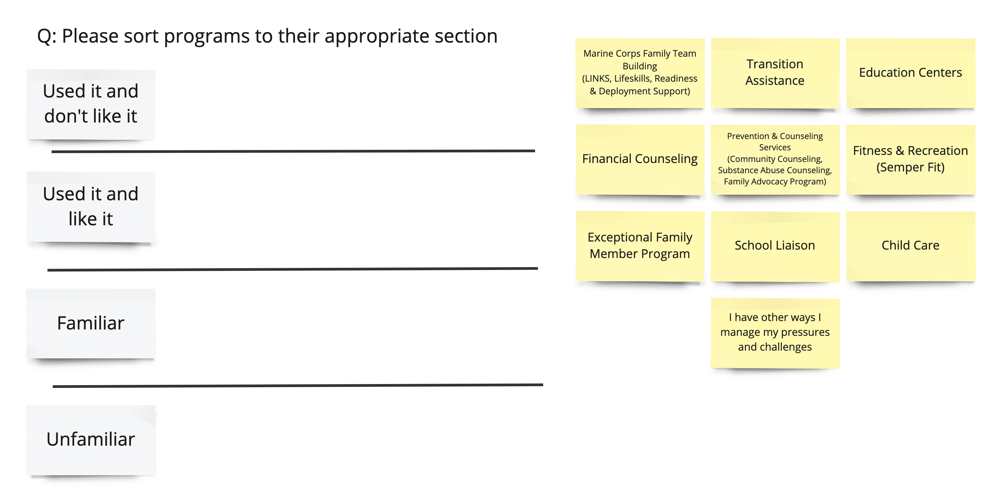 Q: Please sort programs to their appropriate section
Used it and
don't like it
Used it and
like it
Familiar
Unfamiliar
Marine Corps Family Team
Building
(LINKS, Lifeskills, Readiness
& Deployment Support)
Transition
Assistance
Education Centers
Financial Counseling
Prevention & Counseling
Services
(Community Counseling,
Substance Abuse Counseling,
Family Advocacy Program)
Fitness & Recreation
(Semper Fit)
Exceptional Family
Member Program
School Liaison
Child Care
I have other ways I
manage my pressures
and challenges